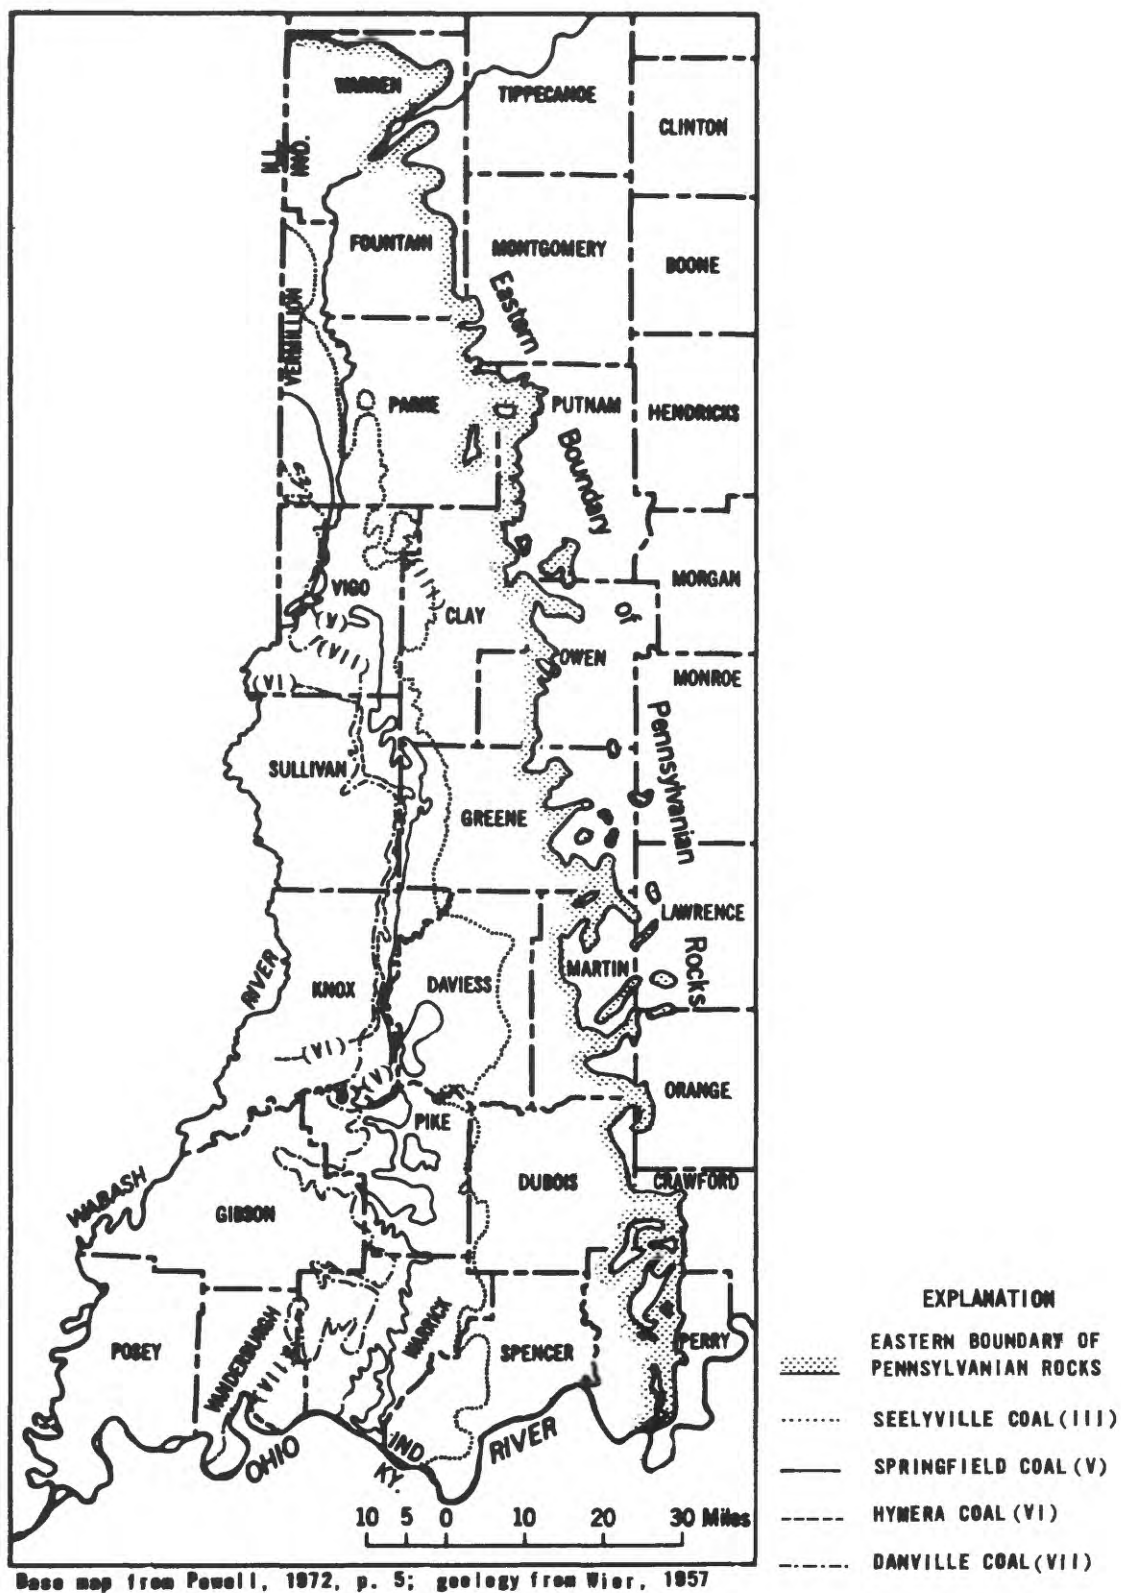 WARREN
TIPPECANOE
CLINTON
ILL.
IND.
FOUNTAIN
MONTGOMERY
BOONE
Eastern
VERMILLION
PARKE
PUTNAM
HENDRICKS
Boundary
VIGO
CLAY
MORGAN
of
(V)
(VII)
(III)
OWEN
MONROE
(VI)
Pennsylvanian
SULLIVAN
GREENE
LAWRENCE
MARTIN
Rocks
RIVER
KNOX
DAVIESS
(VI)
(V)
ORANGE
PIKE
DUBOIS
CRAWFORD
WABASH
GIBSON
POSEY
VANDERBURGH
WARRICK
SPENCER
PERRY
(VII)
OHIO
IND
KY.
RIVER
10 5 0 10 20 30 Miles
EXPLANATION
EASTERN BOUNDARY OF
PENNSYLVANIAN ROCKS
SEELYVILLE COAL (III)
SPRINGFIELD COAL (V)
HYMERA COAL (VI)
DANVILLE COAL (VII)
Base map from Powell, 1972, p. 5; geology from Wier, 1957